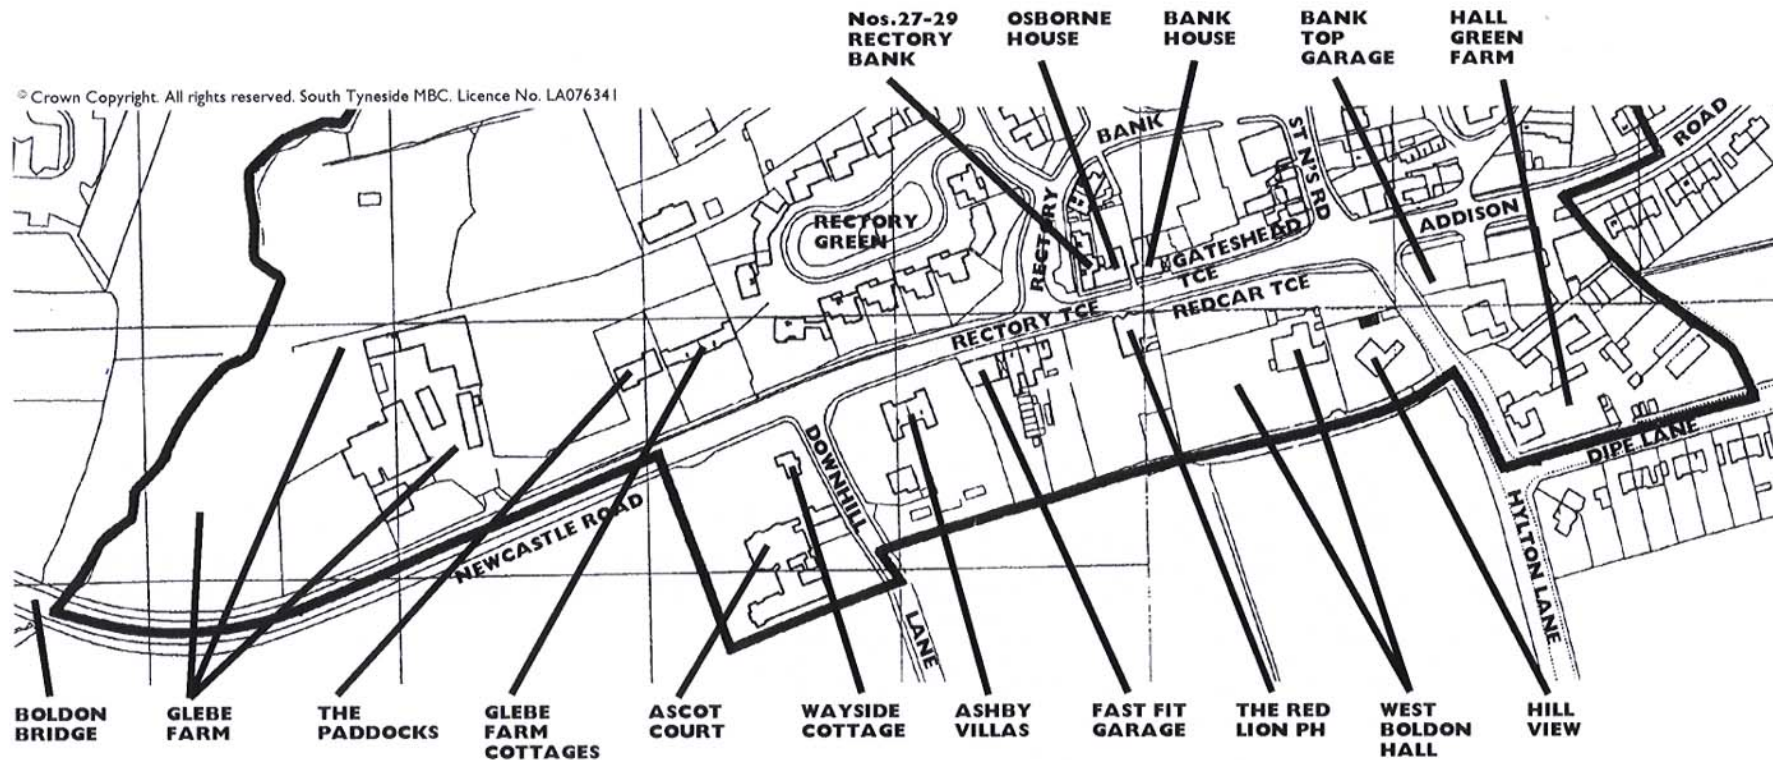 Nos.27-29
RECTORY
BANK
OSBORNE
HOUSE
BANK
HOUSE
BANK
TOP
GARAGE
HALL
GREEN
FARM
© Crown Copyright. All rights reserved. South Tyneside MBC. Licence No. LA076341
BANK
ST N'S RD
ROAD
RECTORY
GREEN
RECTORY
GATESHEAD
TCE
ADDISON
RECTORY TCE
REDCAR TCE
DOWNHILL
LANE
NEWCASTLE ROAD
DIPE LANE
HYLTON LANE
BOLDON
BRIDGE
GLEBE
FARM
THE
PADDOCKS
GLEBE
FARM
COTTAGES
ASCOT
COURT
WAYSIDE
COTTAGE
ASHBY
VILLAS
FAST FIT
GARAGE
THE RED
LION PH
WEST
BOLDON
HALL
HILL
VIEW